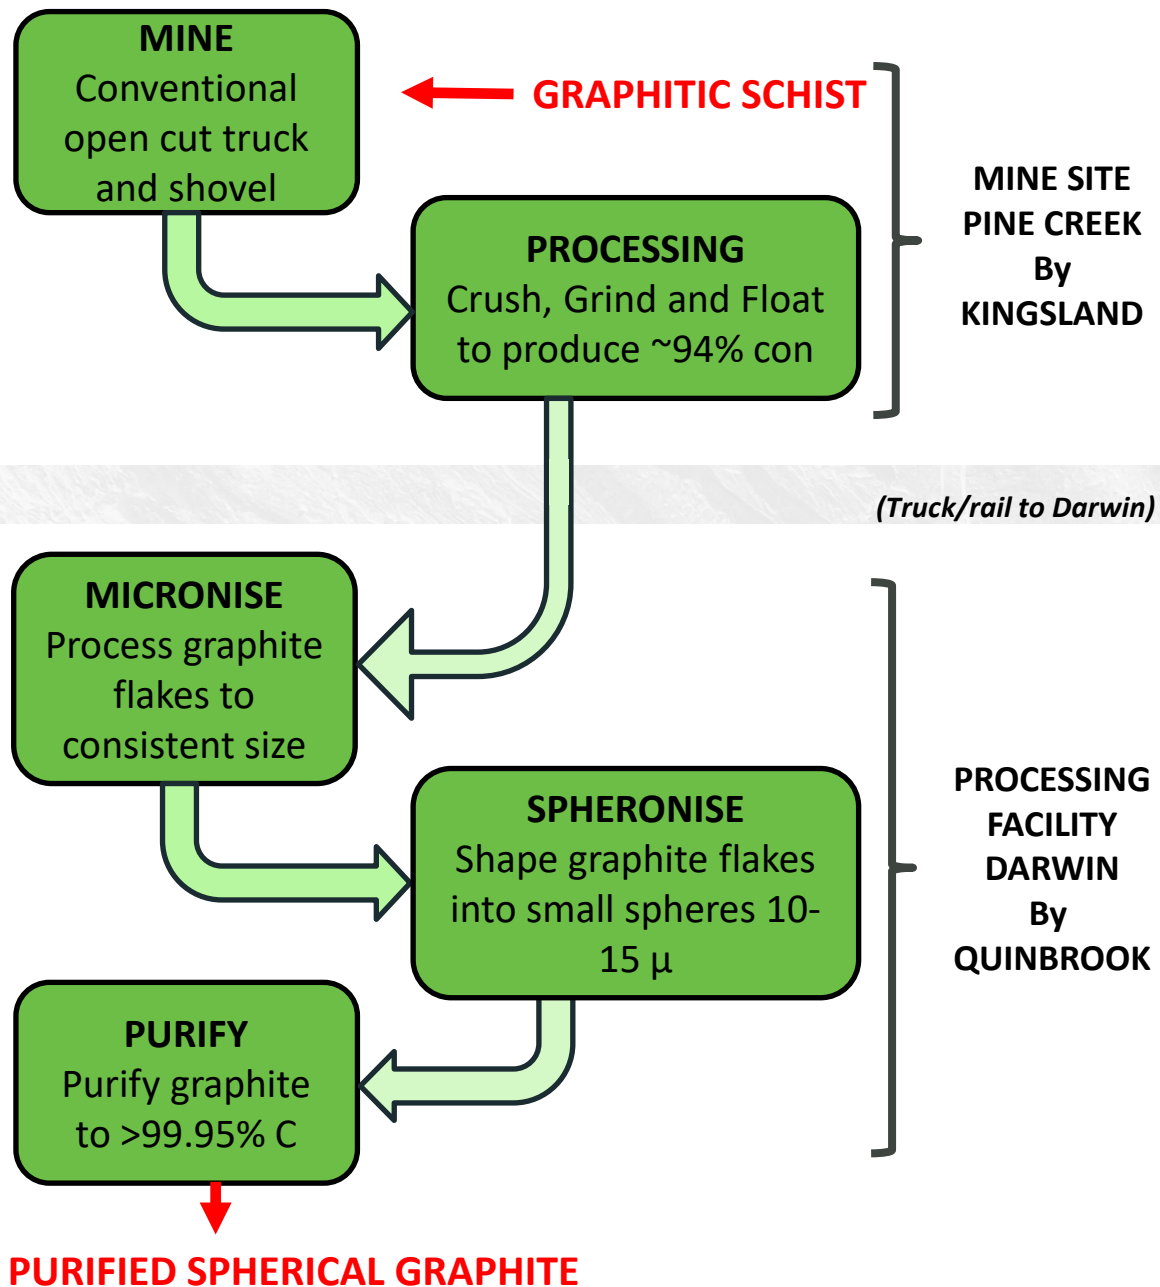 MINE
Conventional
open cut truck
and shovel
GRAPHITIC SCHIST
PROCESSING
Crush, Grind and Float
to produce ~94% con
MINE SITE
PINE CREEK
By
KINGSLAND
(Truck/rail to Darwin)
MICRONISE
Process graphite
flakes to
consistent size
SPHERONISE
Shape graphite flakes
into small spheres 10-
15 μ
PROCESSING
FACILITY
DARWIN
By
QUINBROOK
PURIFY
Purify graphite
to >99.95% C
PURIFIED SPHERICAL GRAPHITE